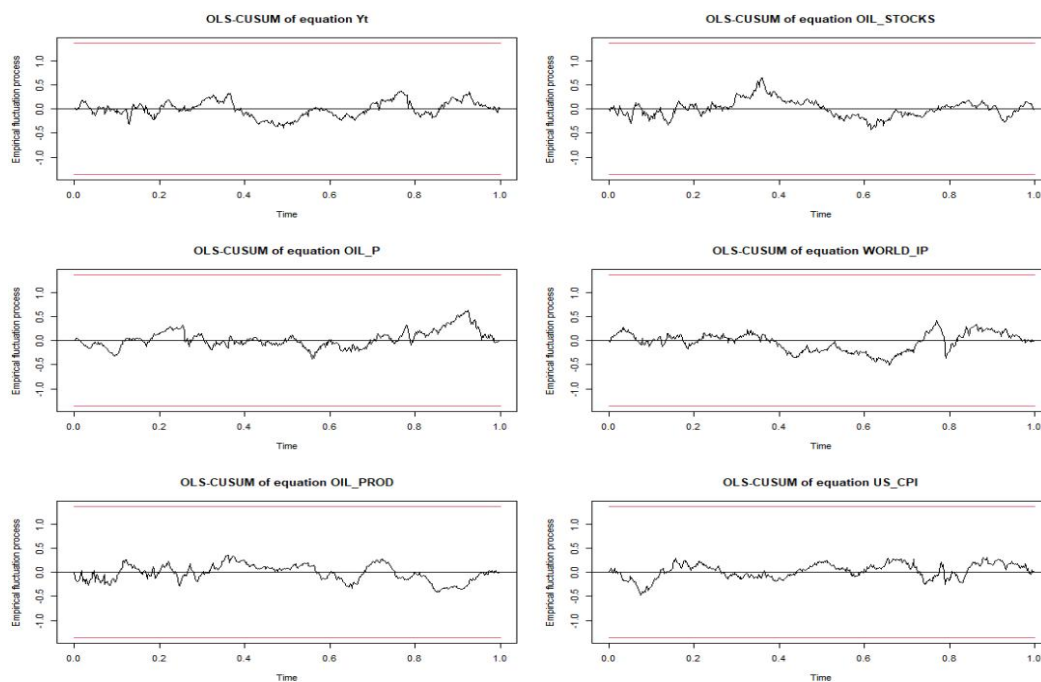 OLS-CUSUM of equation Yt
Empirical fluctuation process
1.0
0.5
0.0
-0.5
-1.0
0.0 0.2 0.4 0.6 0.8 1.0
Time
OLS-CUSUM of equation OIL_STOCKS
Empirical fluctuation process
1.0
0.5
0.0
-0.5
-1.0
0.0 0.2 0.4 0.6 0.8 1.0
Time
OLS-CUSUM of equation OIL_P
Empirical fluctuation process
1.0
0.5
0.0
-0.5
-1.0
0.0 0.2 0.4 0.6 0.8 1.0
Time
OLS-CUSUM of equation WORLD_IP
Empirical fluctuation process
1.0
0.5
0.0
-0.5
-1.0
0.0 0.2 0.4 0.6 0.8 1.0
Time
OLS-CUSUM of equation OIL_PROD
Empirical fluctuation process
1.0
0.5
0.0
-0.5
-1.0
0.0 0.2 0.4 0.6 0.8 1.0
Time
OLS-CUSUM of equation US_CPI
Empirical fluctuation process
1.0
0.5
0.0
-0.5
-1.0
0.0 0.2 0.4 0.6 0.8 1.0
Time